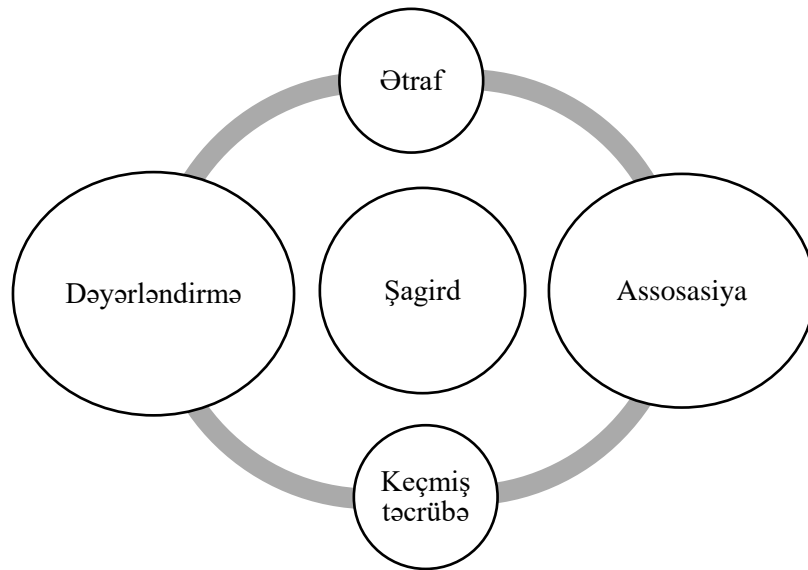 Ətraf
Dəyərləndirmə
Şagird
Assosasiya
Keçmiş
təcrübə